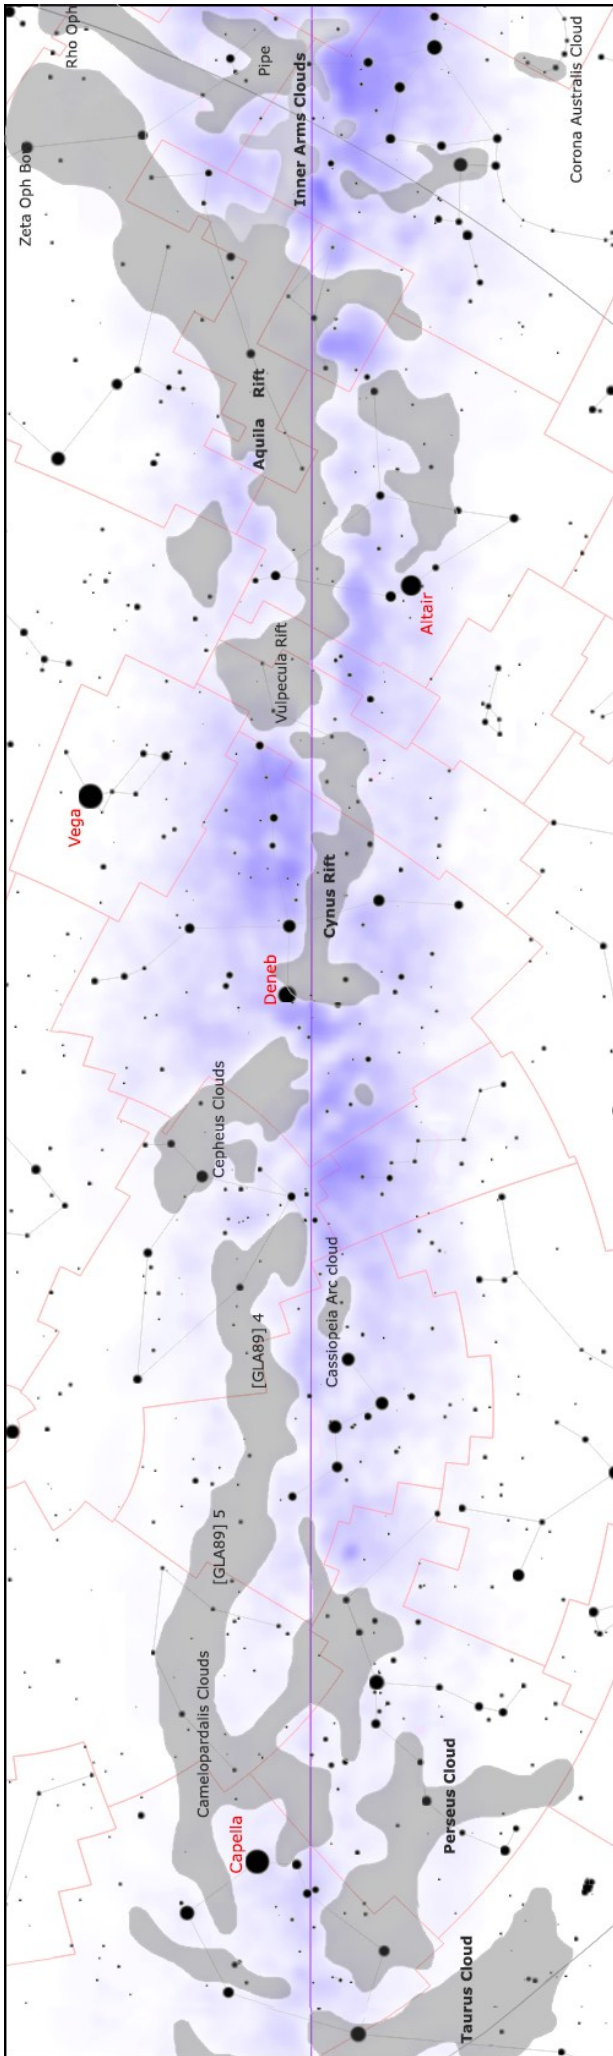 Rho Oph
Pipe
Inner Arms Clouds
Corona Australis Cloud
Zeta Oph Bow
Aquila Rift
Altair
Vulpecula Rift
Vega
Cynus Rift
Deneb
Cepheus Clouds
Cassiopeia Arc cloud
[GLA89] 4
[GLA89] 5
Camelopardalis Clouds
Capella
Perseus Cloud
Taurus Cloud